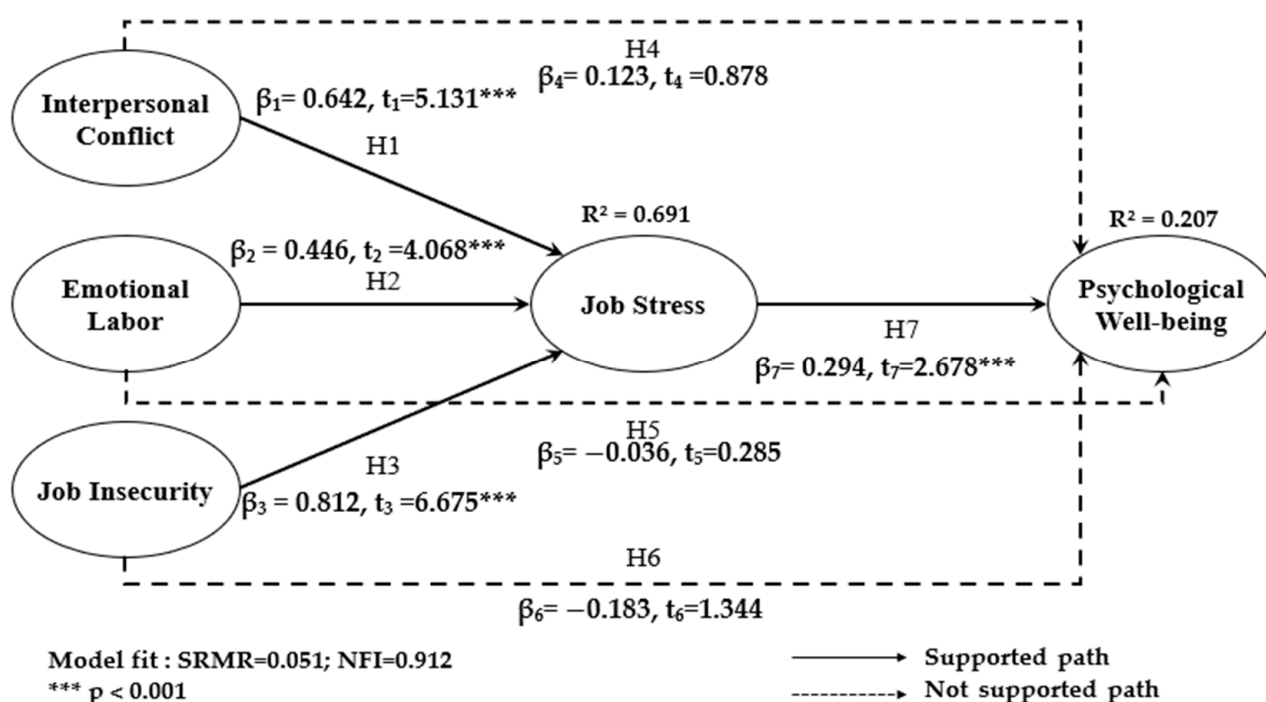 H4
β₄= 0.123, t₄ =0.878
Interpersonal
Conflict
β₁= 0.642, t₁=5.131***
H1
R² = 0.691
R² = 0.207
β₂ = 0.446, t₂ =4.068***
H2
Emotional
Labor
Job Stress
Psychological
Well-being
H7
β₇= 0.294, t₇=2.678***
H5
β₅= −0.036, t₅=0.285
H3
Job Insecurity
β₃ = 0.812, t₃ =6.675***
H6
β₆= −0.183, t₆=1.344
Model fit : SRMR=0.051; NFI=0.912
*** p < 0.001
Supported path
Not supported path